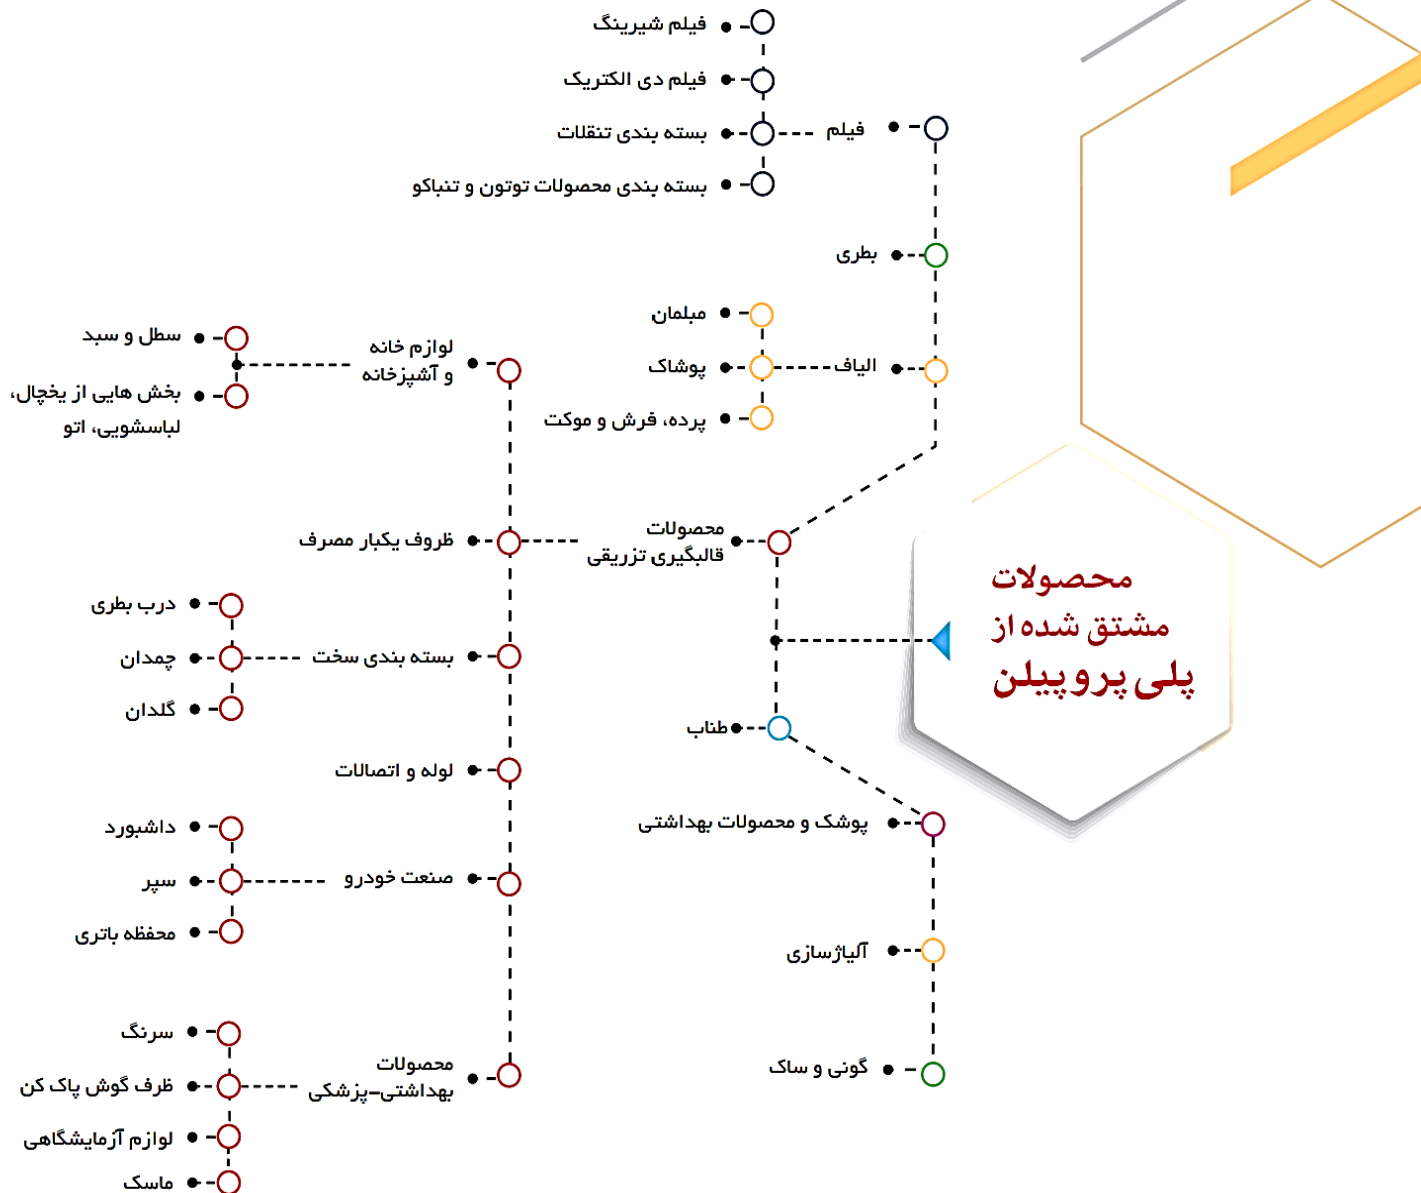 محصولات
مشتق شده از
پلی پروپیلن
فیلم
فیلم شیرینگ
فیلم دی الکتریک
بسته بندی تنقلات
بسته بندی محصولات توتون و تنباکو
بطری
الیاف
مبلمان
پوشاک
پرده، فرش و موکت
محصولات
قالبگیری تزریقی
لوازم خانه
و آشپزخانه
سطل و سبد
بخش هایی از یخچال،
لباسشویی، اتو
ظروف یکبار مصرف
بسته بندی سخت
درب بطری
چمدان
گلدان
لوله و اتصالات
صنعت خودرو
داشبورد
سپر
محفظه باتری
محصولات
بهداشتی-پزشکی
سرنگ
ظرف گوش پاک کن
لوازم آزمایشگاهی
ماسک
طناب
پوشک و محصولات بهداشتی
آلیاژسازی
گونی و ساک